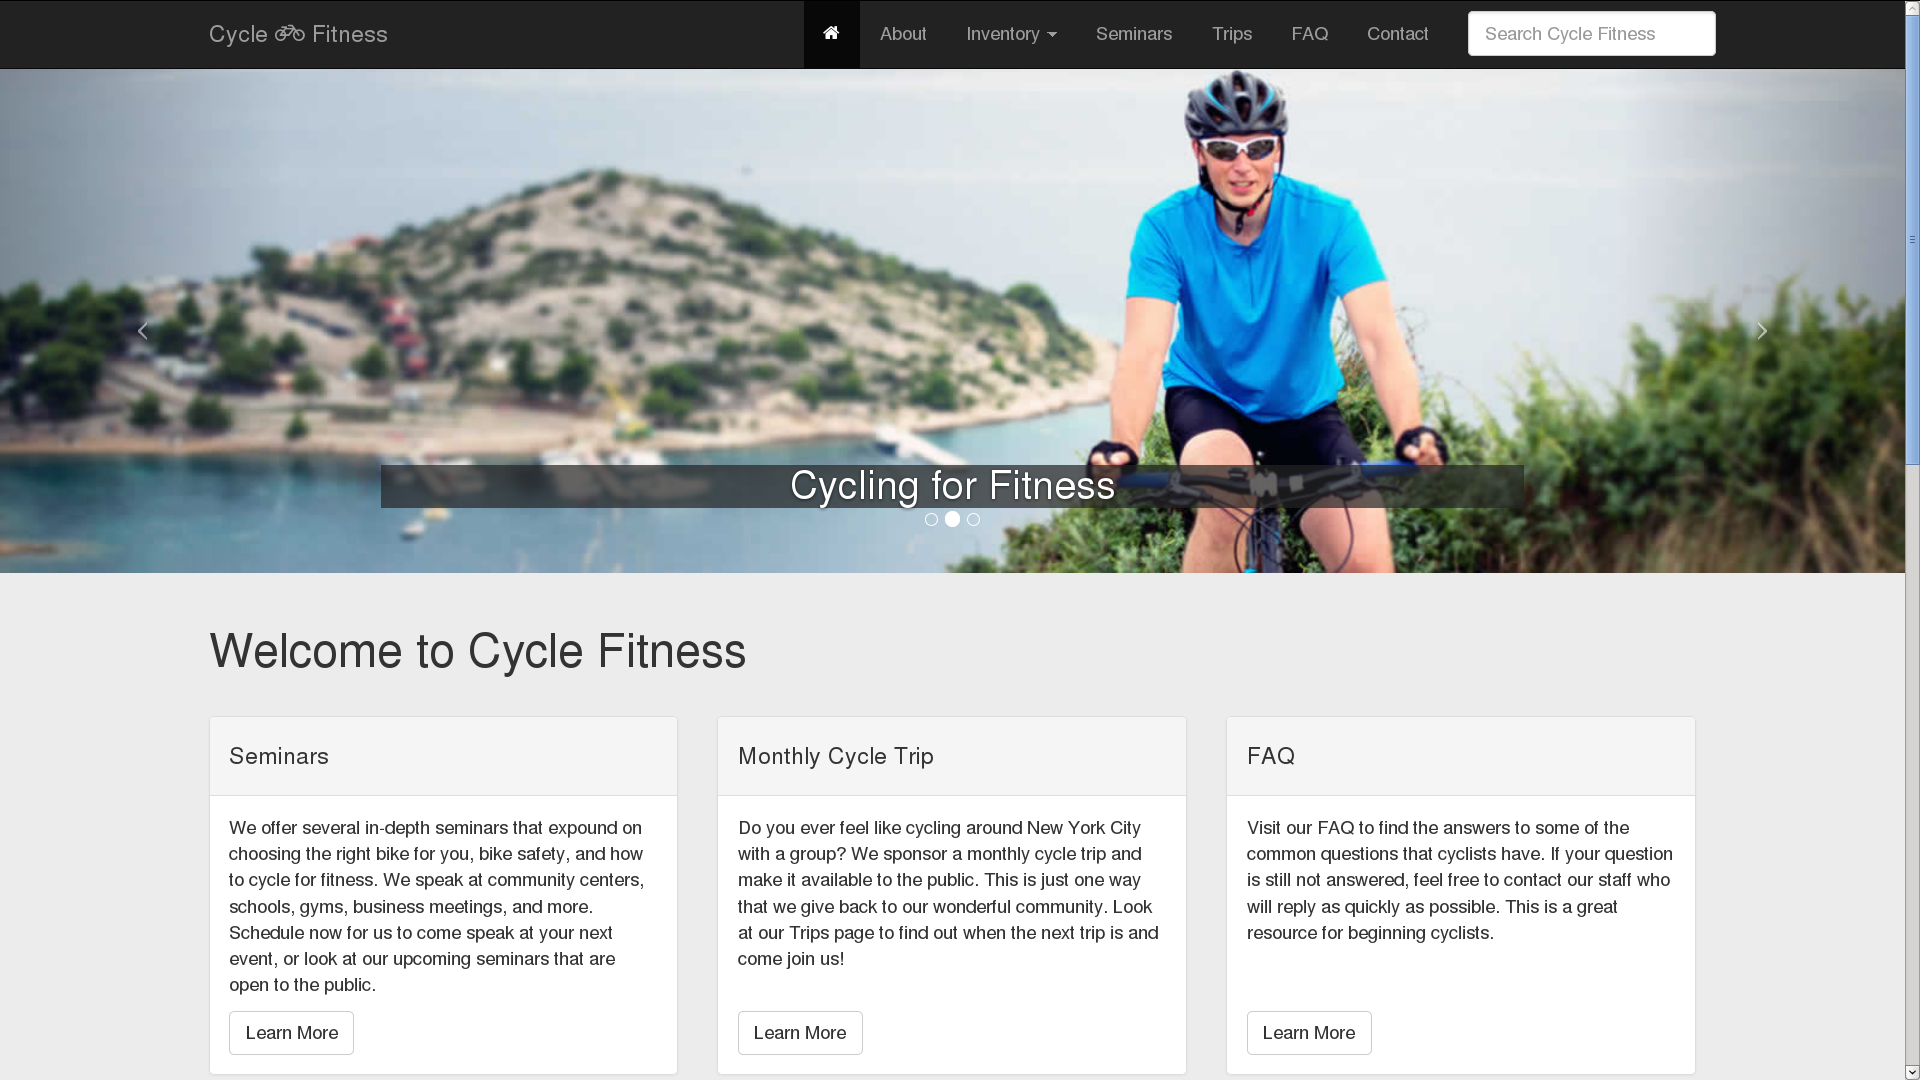 Cycle Fitness
About
Inventory
Seminars
Trips
FAQ
Contact
Search Cycle Fitness
Cycling for Fitness
Welcome to Cycle Fitness
Seminars
We offer several in-depth seminars that expound on
choosing the right bike for you, bike safety, and how
to cycle for fitness. We speak at community centers,
schools, gyms, business meetings, and more.
Schedule now for us to come speak at your next
event, or look at our upcoming seminars that are
open to the public.
Learn More
Monthly Cycle Trip
Do you ever feel like cycling around New York City
with a group? We sponsor a monthly cycle trip and
make it available to the public. This is just one way
that we give back to our wonderful community. Look
at our Trips page to find out when the next trip is and
come join us!
Learn More
FAQ
Visit our FAQ to find the answers to some of the
common questions that cyclists have. If your question
is still not answered, feel free to contact our staff who
will reply as quickly as possible. This is a great
resource for beginning cyclists.
Learn More